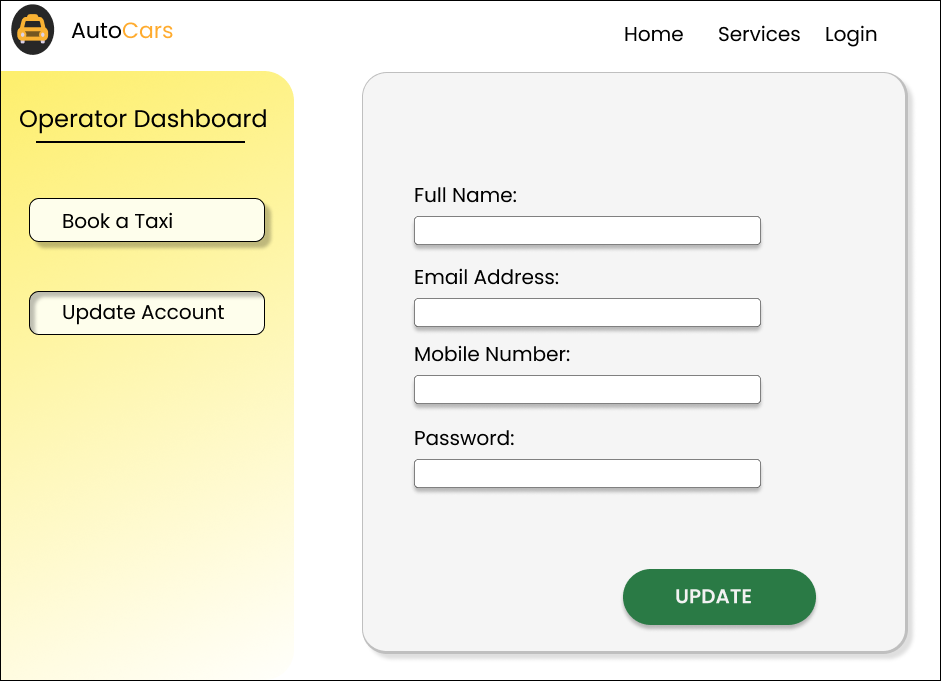 AutoCars
Home Services Login
Operator Dashboard
Book a Taxi
Update Account
Full Name:
Email Address:
Mobile Number:
Password:
UPDATE